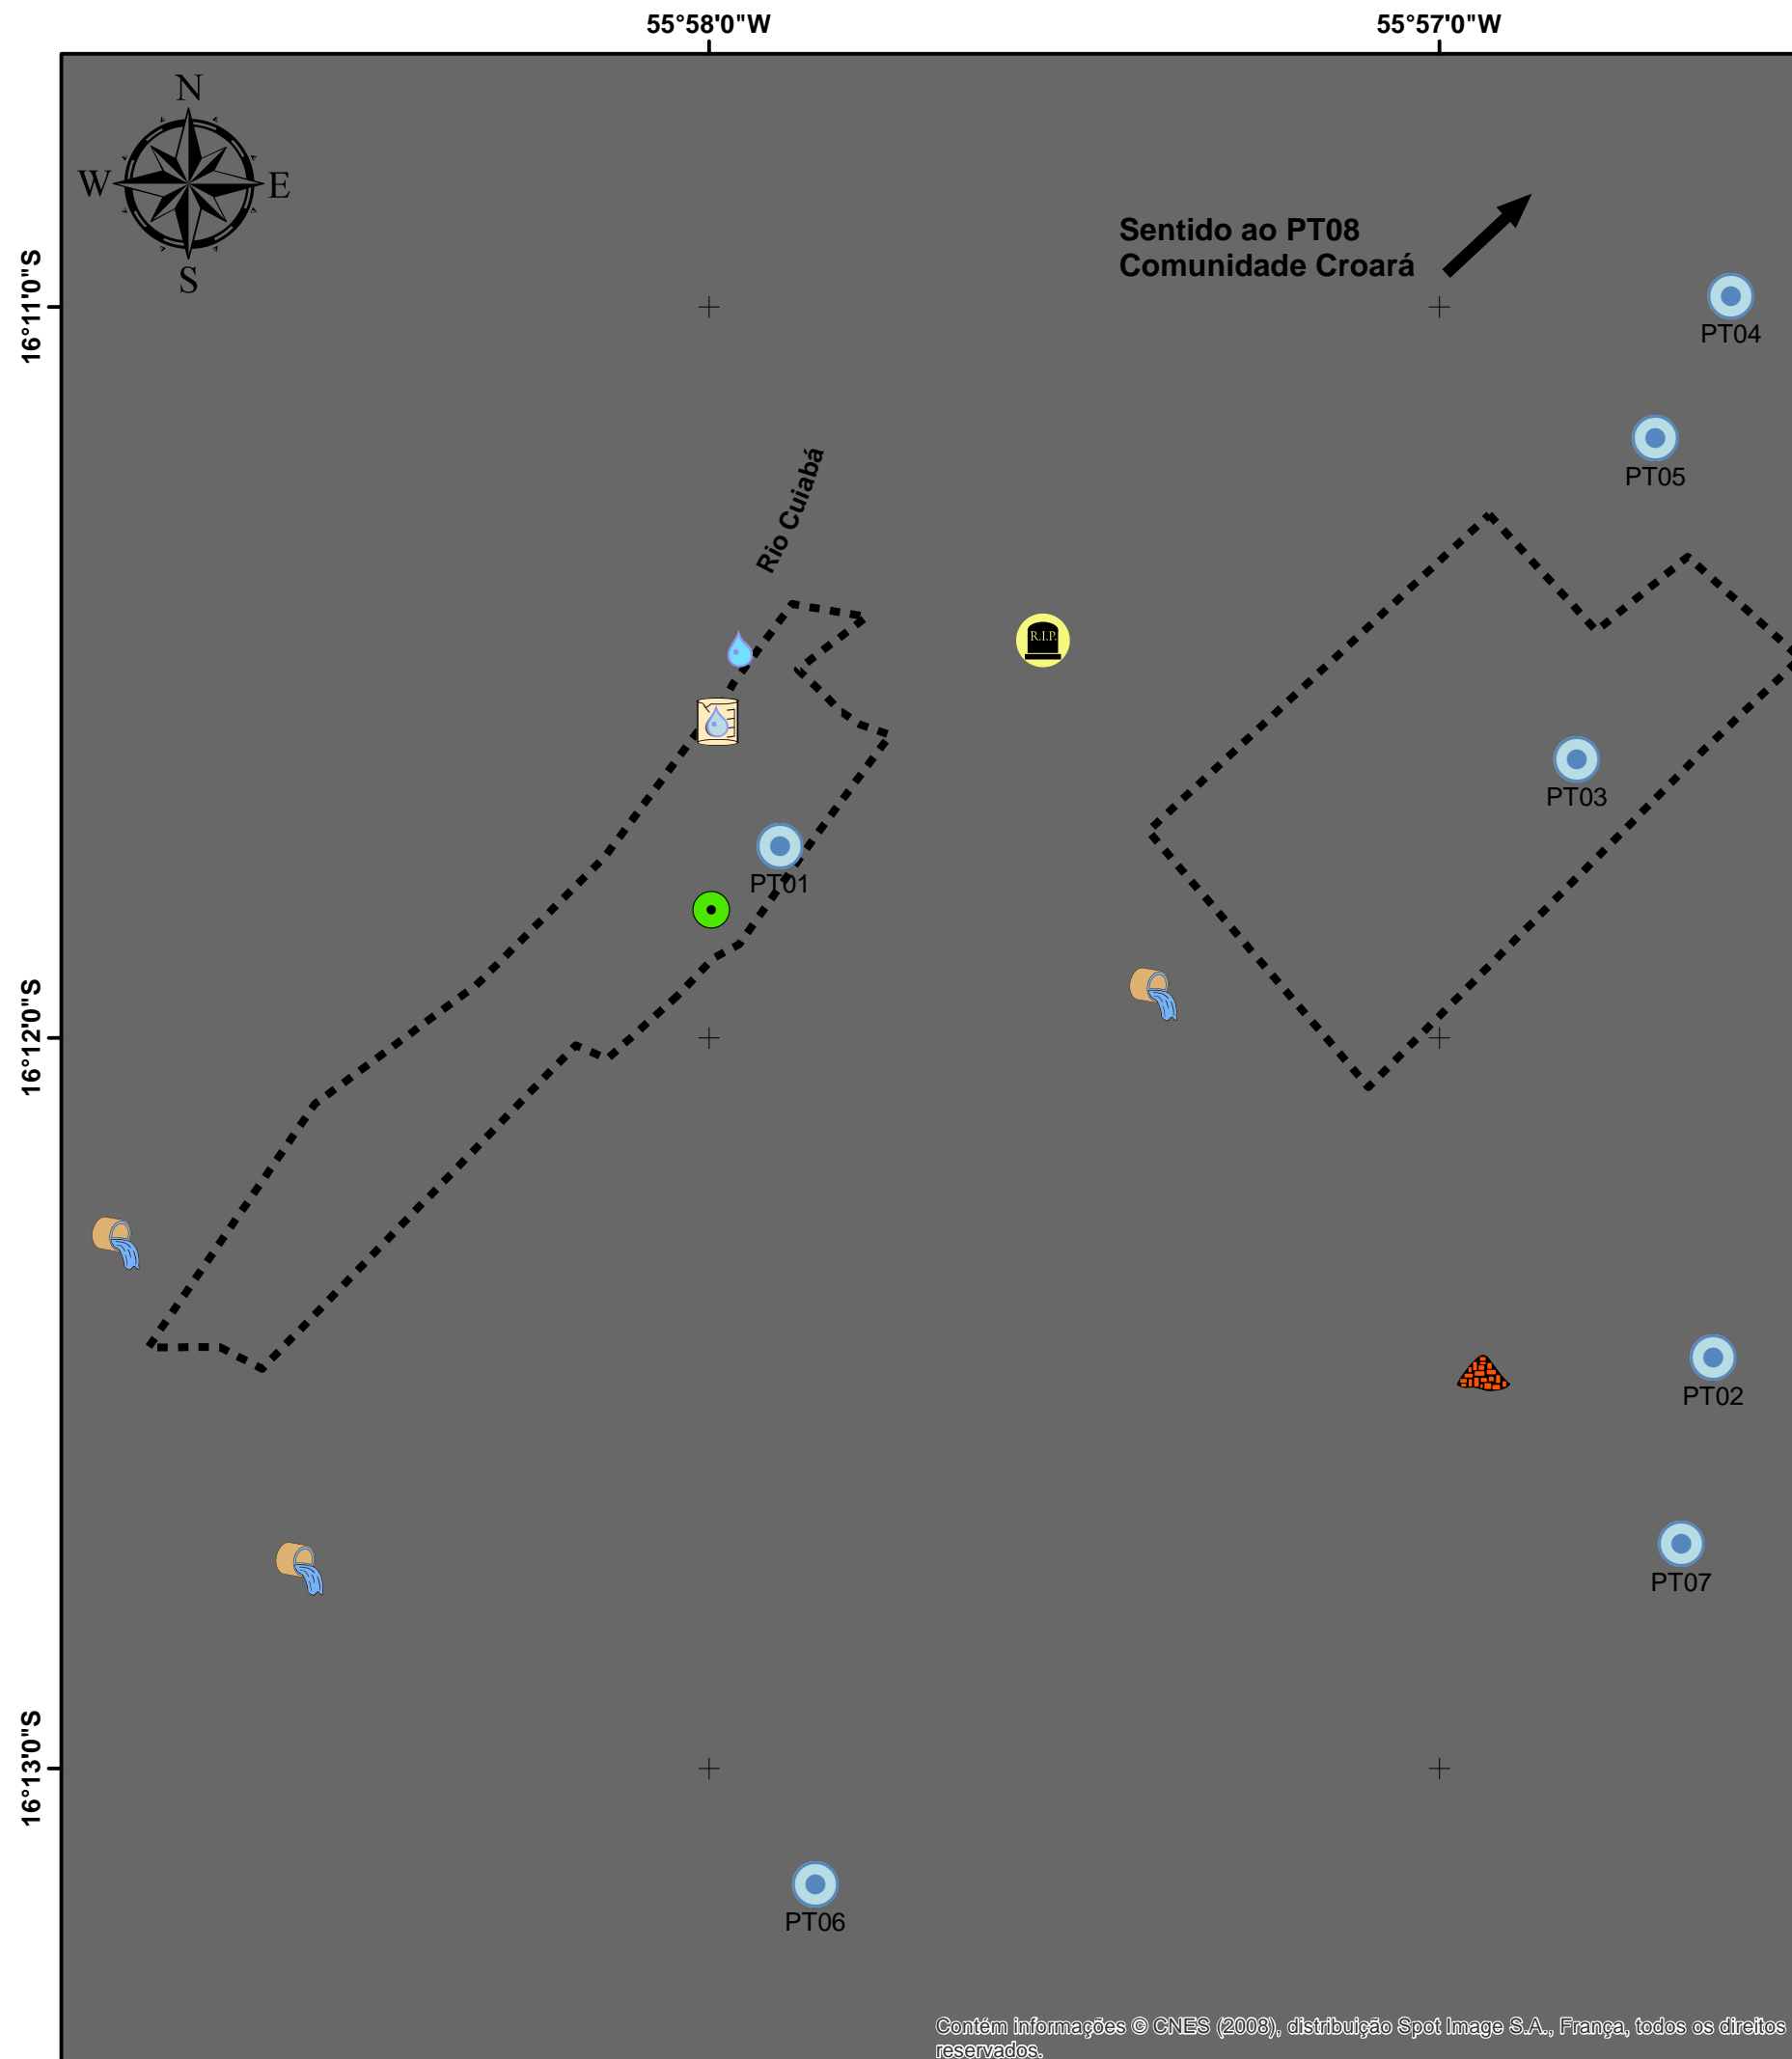 55°58'0"W
55°57'0"W
N
W
E
S
Sentido ao PT08
Comunidade Croará
16°11'0"S
PT04
PT05
Rio Cuiabá
R.I.P.
PT03
PT01
16°12'0"S
PT02
PT07
16°13'0"S
PT06
Contém informações © CNES (2008), distribuição Spot Image S.A., França, todos os direitos
reservados.